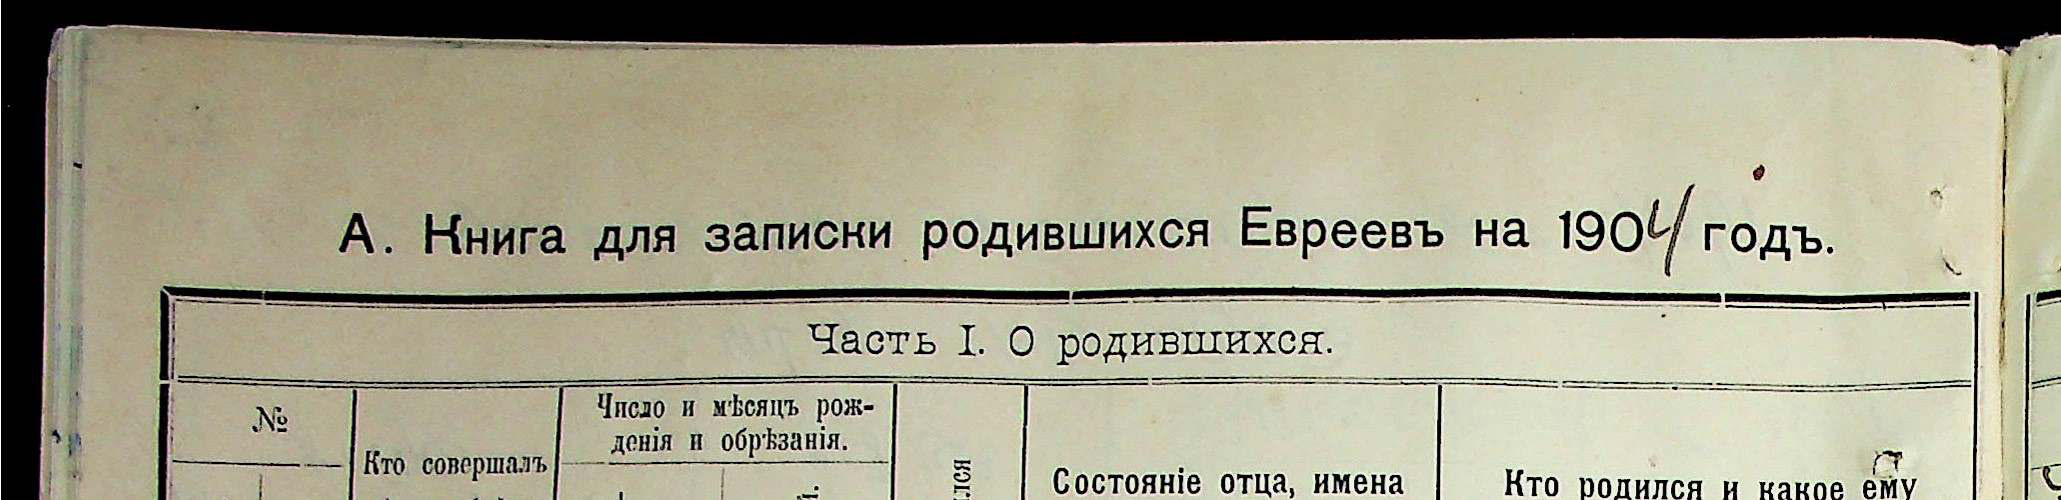 А. Книга для записки родившихся Евреевъ на 1904 годъ.
Часть I. О родившихся.
№
Кто совершалъ
Число и мѣсяцъ рож-
денія и обрѣзанія.
Состояніе отца, имена
Кто родился и какое ему